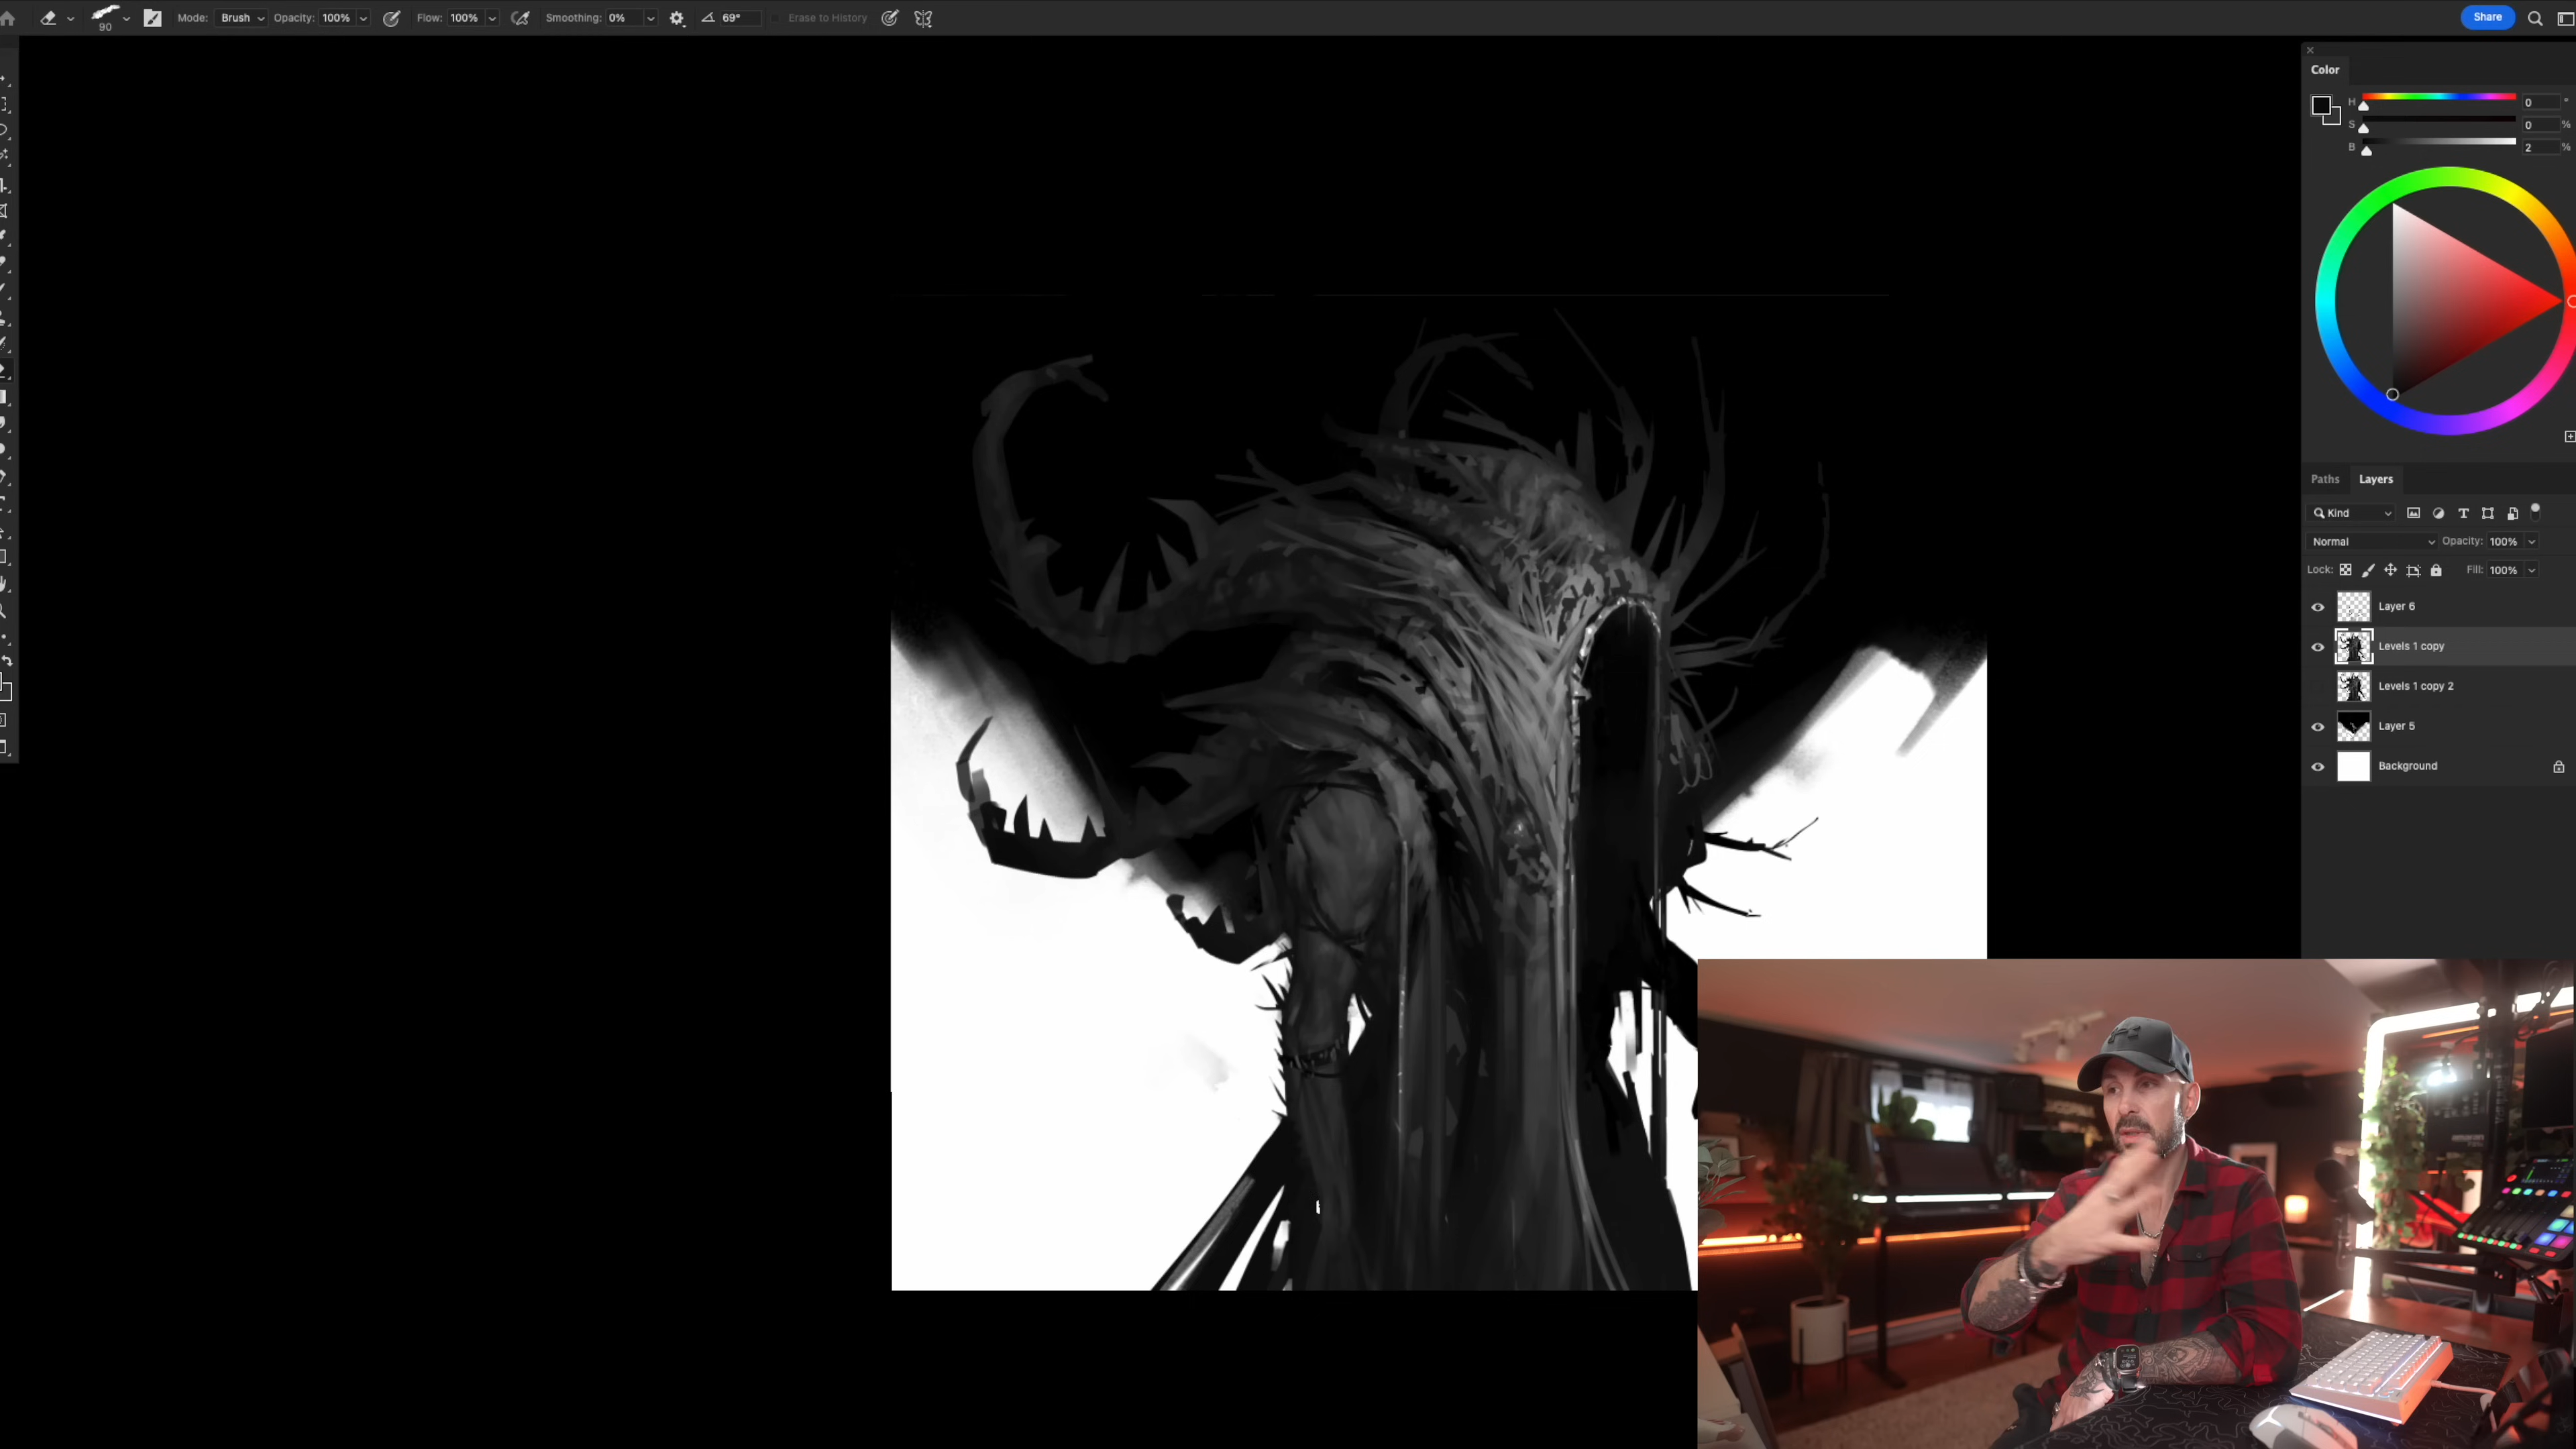 90 Mode: Brush Opacity: 100% Flow: 100% Smoothing: 0% 69° Erase to History Share
Color
H 0 °
S 0 %
B 2 %
Paths Layers
Kind
Normal Opacity: 100%
Lock: Fill: 100%
Layer 6
Levels 1 copy
Levels 1 copy 2
Layer 5
Background
amazon